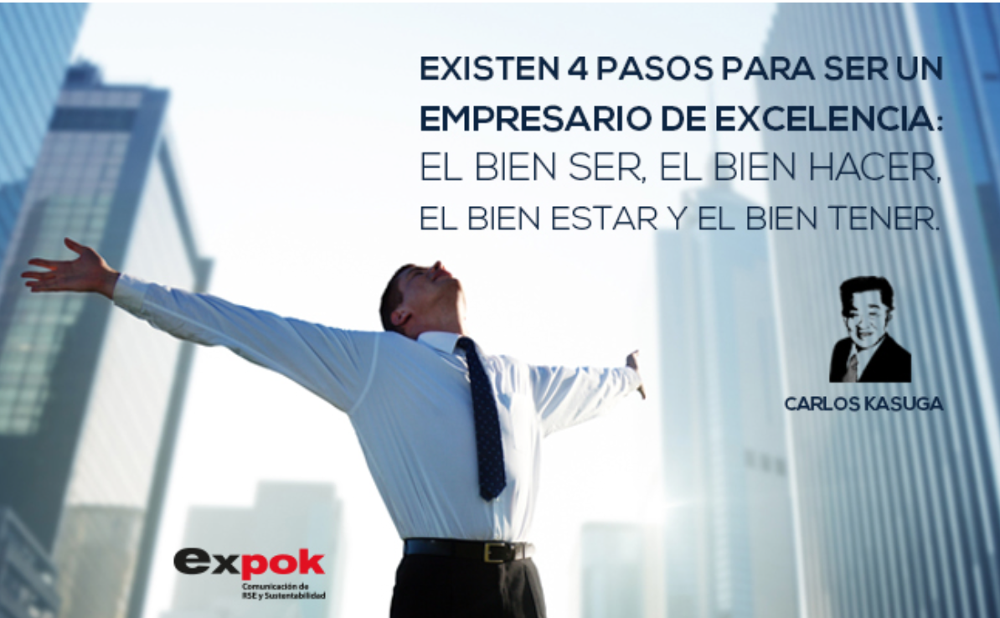 EXISTEN 4 PASOS PARA SER UN
EMPRESARIO DE EXCELENCIA:
EL BIEN SER, EL BIEN HACER,
EL BIEN ESTAR Y EL BIEN TENER.
CARLOS KASUGA
expok
Comunicación de
RSE y Sustentabilidad